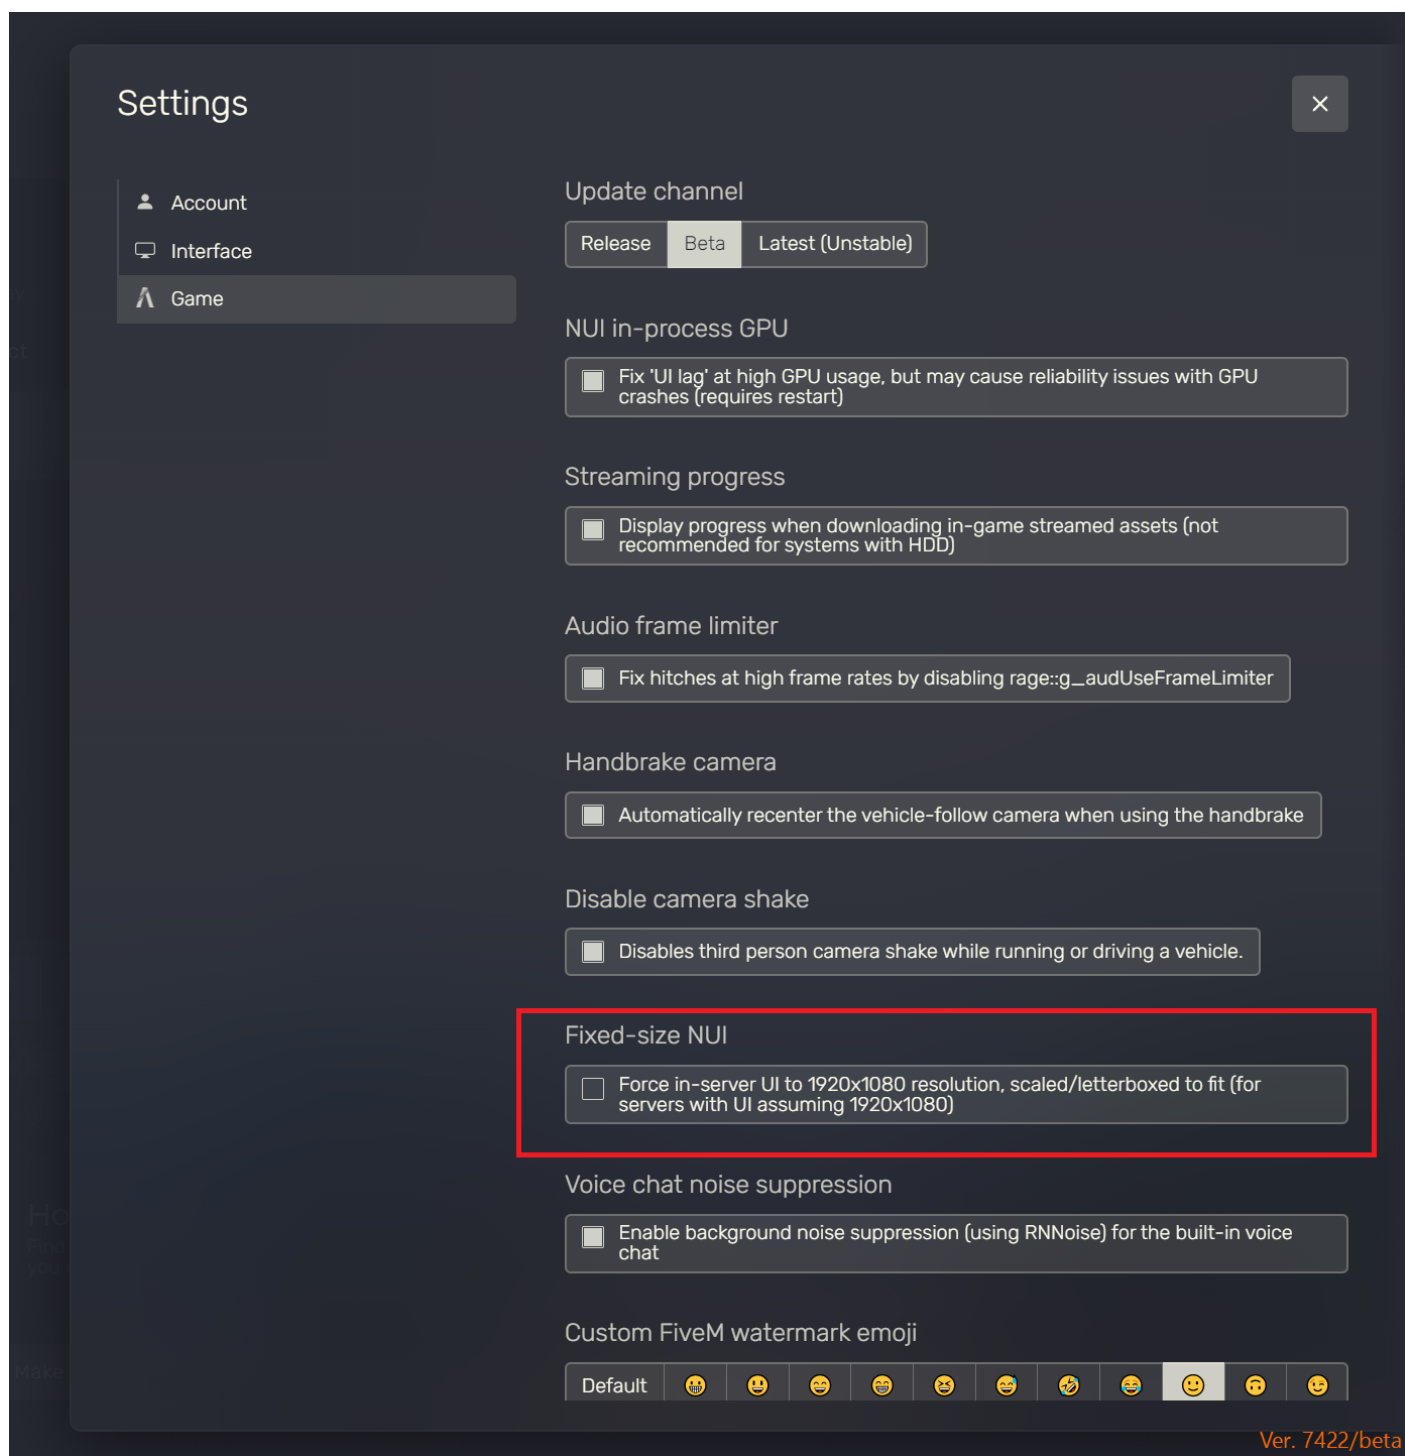 Settings
Account
Interface
Game
Update channel
Release Beta Latest (Unstable)
NUI in-process GPU
Fix 'UI lag' at high GPU usage, but may cause reliability issues with GPU
crashes (requires restart)
Streaming progress
Display progress when downloading in-game streamed assets (not
recommended for systems with HDD)
Audio frame limiter
Fix hitches at high frame rates by disabling rage::g_audUseFrameLimiter
Handbrake camera
Automatically recenter the vehicle-follow camera when using the handbrake
Disable camera shake
Disables third person camera shake while running or driving a vehicle.
Fixed-size NUI
Force in-server UI to 1920x1080 resolution, scaled/letterboxed to fit (for
servers with UI assuming 1920x1080)
Voice chat noise suppression
Enable background noise suppression (using RNNoise) for the built-in voice
chat
Custom FiveM watermark emoji
Default
Make
Ver. 7422/beta